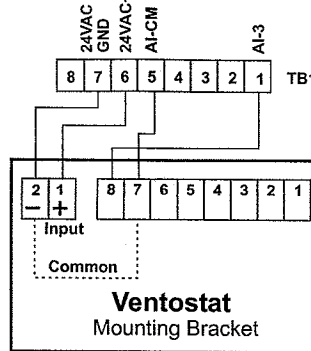 24VAC
GND
24VAC
AI-CM
AI-3
8 7 6 5 4 3 2 1
2 1
− +
Input
8 7 6 5 4 3 2 1
Common
Ventostat
Mounting Bracket